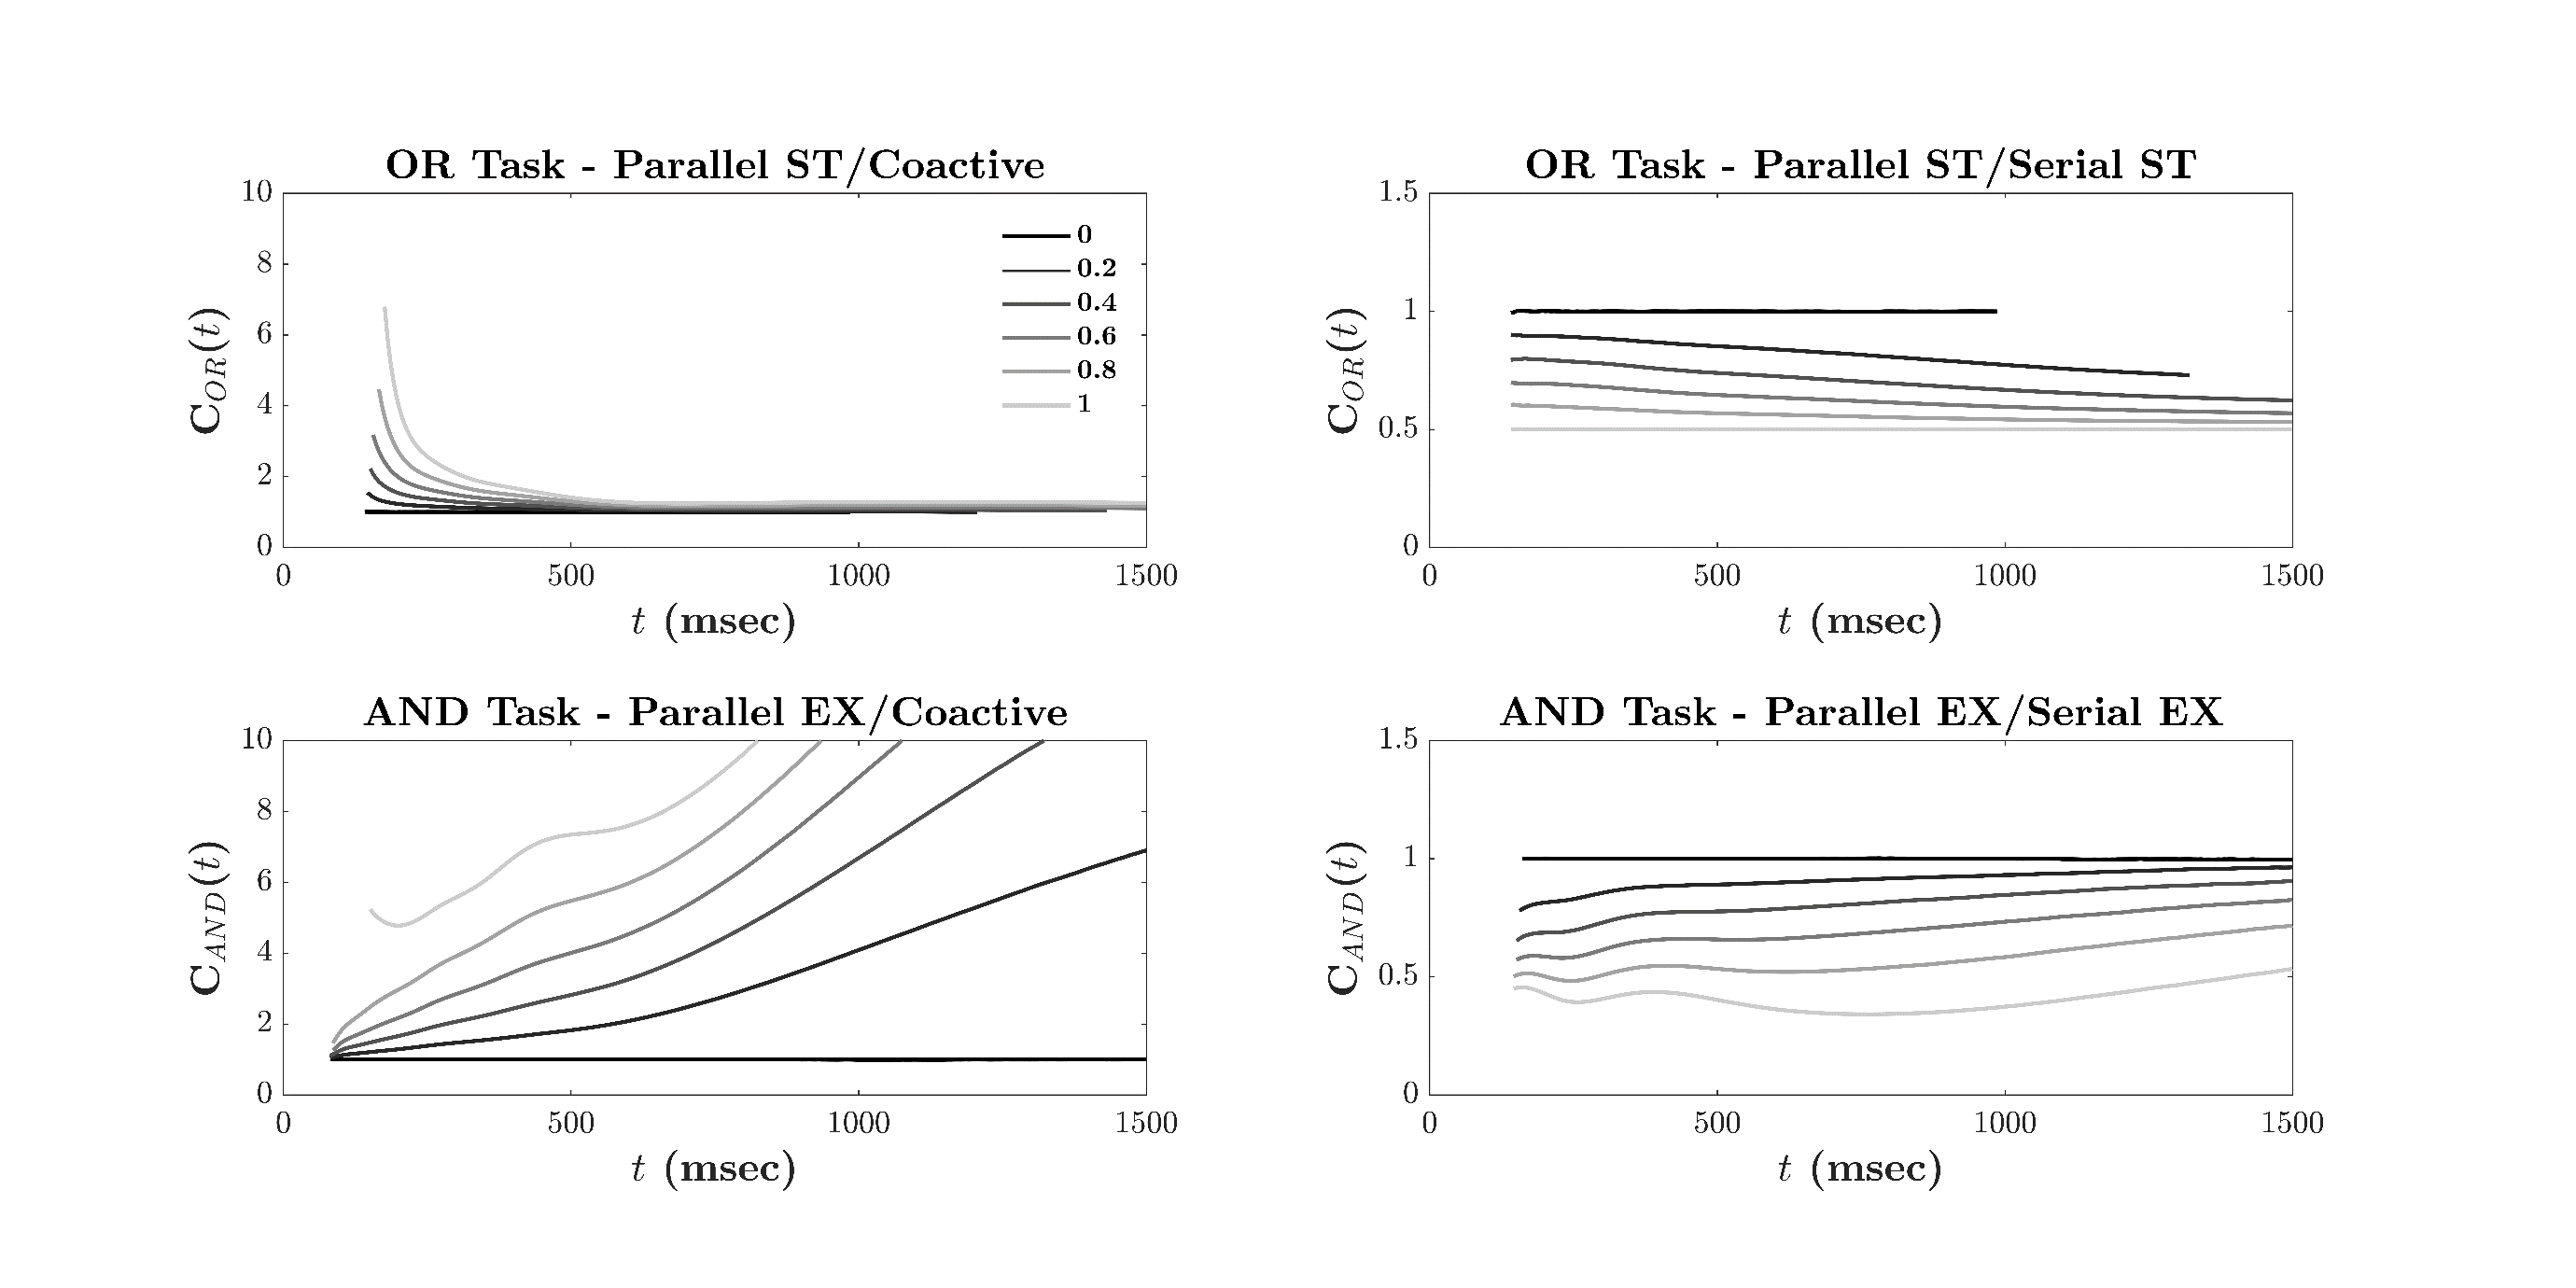 OR Task - Parallel ST/Coactive
10
8
6
4
2
0
C_OR(t)
0
0.2
0.4
0.6
0.8
1
0 500 1000 1500
t (msec)
OR Task - Parallel ST/Serial ST
1.5
1
0.5
0
C_OR(t)
0 500 1000 1500
t (msec)
AND Task - Parallel EX/Coactive
10
8
6
4
2
0
C_AND(t)
0 500 1000 1500
t (msec)
AND Task - Parallel EX/Serial EX
1.5
1
0.5
0
C_AND(t)
0 500 1000 1500
t (msec)